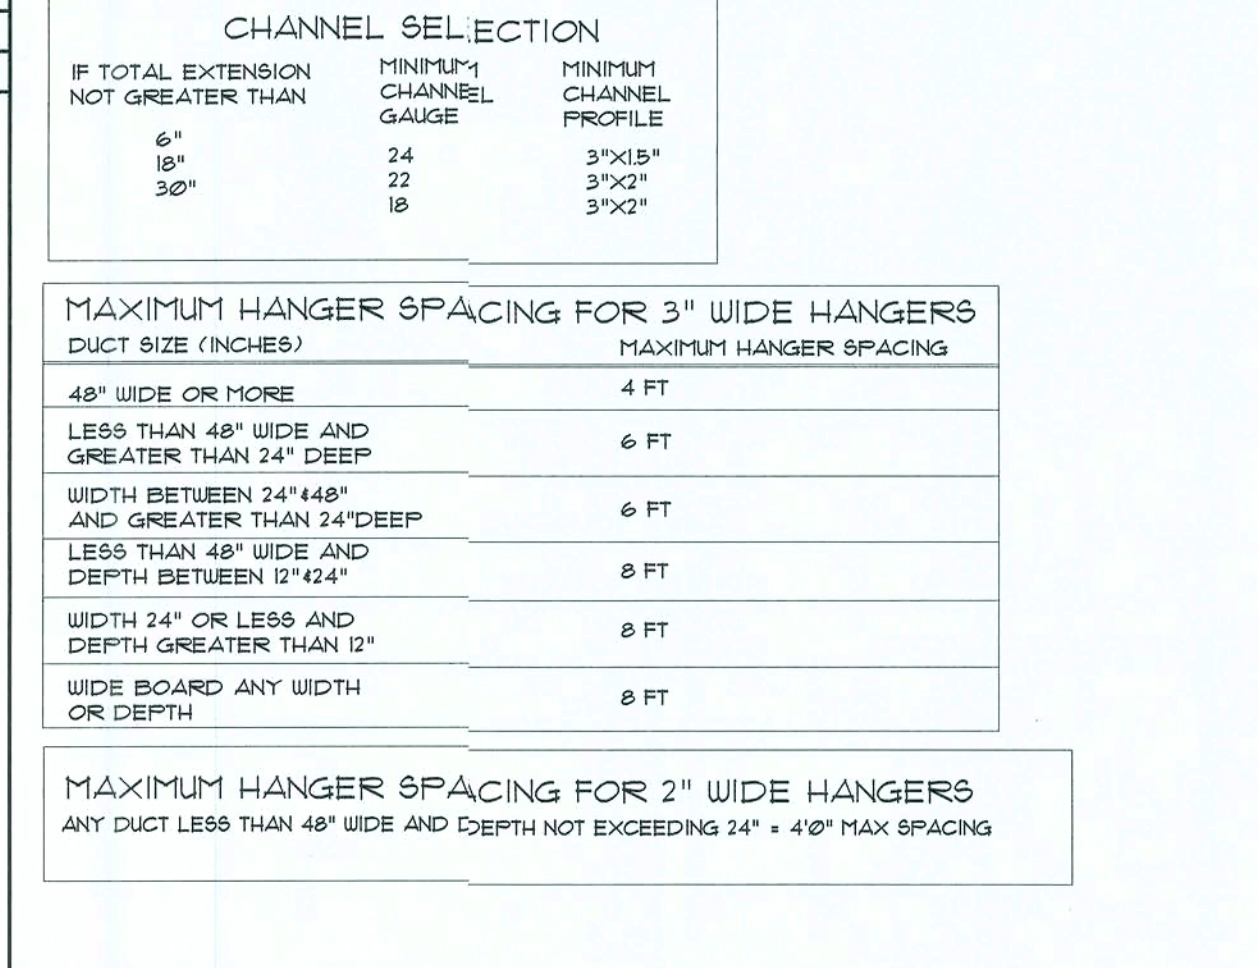 CHANNEL SELECTION
IF TOTAL EXTENSION NOT GREATER THAN
MINIMUM CHANNEL GAUGE
MINIMUM CHANNEL PROFILE
6" 24 3"X1.5"
18" 22 3"X2"
30" 18 3"X2"
MAXIMUM HANGER SPACING FOR 3" WIDE HANGERS
DUCT SIZE (INCHES) MAXIMUM HANGER SPACING
48" WIDE OR MORE 4 FT
LESS THAN 48" WIDE AND
GREATER THAN 24" DEEP 6 FT
WIDTH BETWEEN 24"&48"
AND GREATER THAN 24"DEEP 6 FT
LESS THAN 48" WIDE AND
DEPTH BETWEEN 12"&24" 8 FT
WIDTH 24" OR LESS AND
DEPTH GREATER THAN 12" 8 FT
WIDE BOARD ANY WIDTH
OR DEPTH 8 FT
MAXIMUM HANGER SPACING FOR 2" WIDE HANGERS
ANY DUCT LESS THAN 48" WIDE AND DEPTH NOT EXCEEDING 24" = 4'0" MAX SPACING